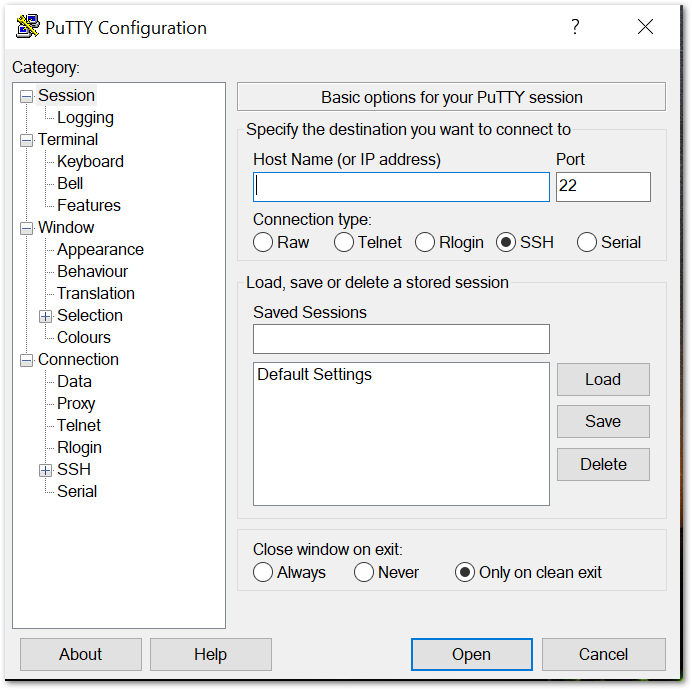 PuTTY Configuration
?
Category:
Session
Logging
Terminal
Keyboard
Bell
Features
Window
Appearance
Behaviour
Translation
Selection
Colours
Connection
Data
Proxy
Telnet
Rlogin
SSH
Serial
Basic options for your PuTTY session
Specify the destination you want to connect to
Host Name (or IP address) Port
22
Connection type:
Raw Telnet Rlogin SSH Serial
Load, save or delete a stored session
Saved Sessions
Default Settings
Load
Save
Delete
Close window on exit:
Always Never Only on clean exit
About Help Open Cancel